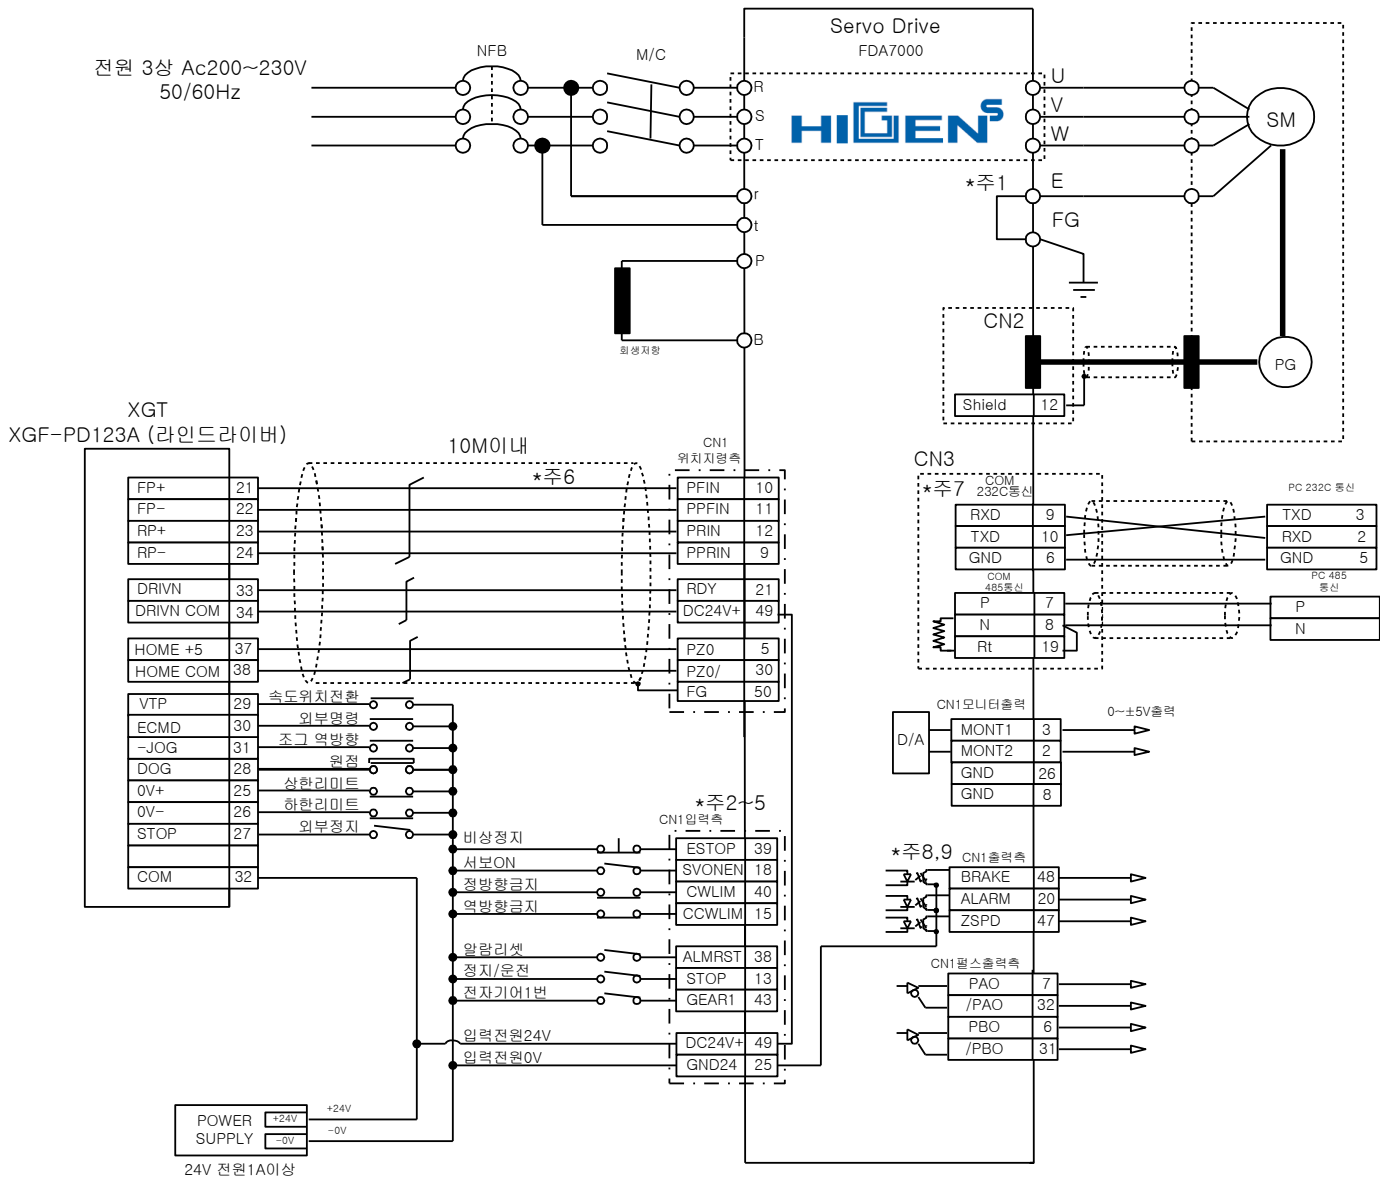 Servo Drive
FDA7000
전원 3상 Ac200~230V
50/60Hz
NFB
M/C
R
S
T
HIGEN S
U
V
W
SM
*주1
E
FG
r
t
P
B
회생저항
CN2
Shield 12
PG
XGT
XGF-PD123A (라인드라이버)
10M이내
*주6
CN1
위치지령측
FP+ 21
FP- 22
RP+ 23
RP- 24
DRIVN 33
DRIVN COM 34
HOME +5 37
HOME COM 38
VTP 29 속도위치전환
ECMD 30 외부명령
-JOG 31 조그 역방향
DOG 28 원점
0V+ 25 상한리미트
0V- 26 하한리미트
STOP 27 외부정지
COM 32
PFIN 10
PPFIN 11
PRIN 12
PPRIN 9
RDY 21
DC24V+ 49
PZ0 5
PZ0/ 30
FG 50
*주2~5
CN1입력측
비상정지 ESTOP 39
서보ON SVONEN 18
정방향금지 CWLIM 40
역방향금지 CCWLIM 15
알람리셋 ALMRST 38
정지/운전 STOP 13
전자기어1번 GEAR1 43
입력전원24V DC24V+ 49
입력전원0V GND24 25
POWER
SUPPLY
+24V +24V
-0V -0V
24V 전원1A이상
CN3
*주7
COM
232C통신
RXD 9
TXD 10
GND 6
PC 232C 통신
TXD 3
RXD 2
GND 5
COM
485통신
P 7
N 8
Rt 19
PC 485
통신
P
N
CN1모니터출력
0~±5V출력
D/A
MONT1 3
MONT2 2
GND 26
GND 8
*주8,9
CN1출력측
BRAKE 48
ALARM 20
ZSPD 47
CN1펄스출력측
PAO 7
/PAO 32
PBO 6
/PBO 31